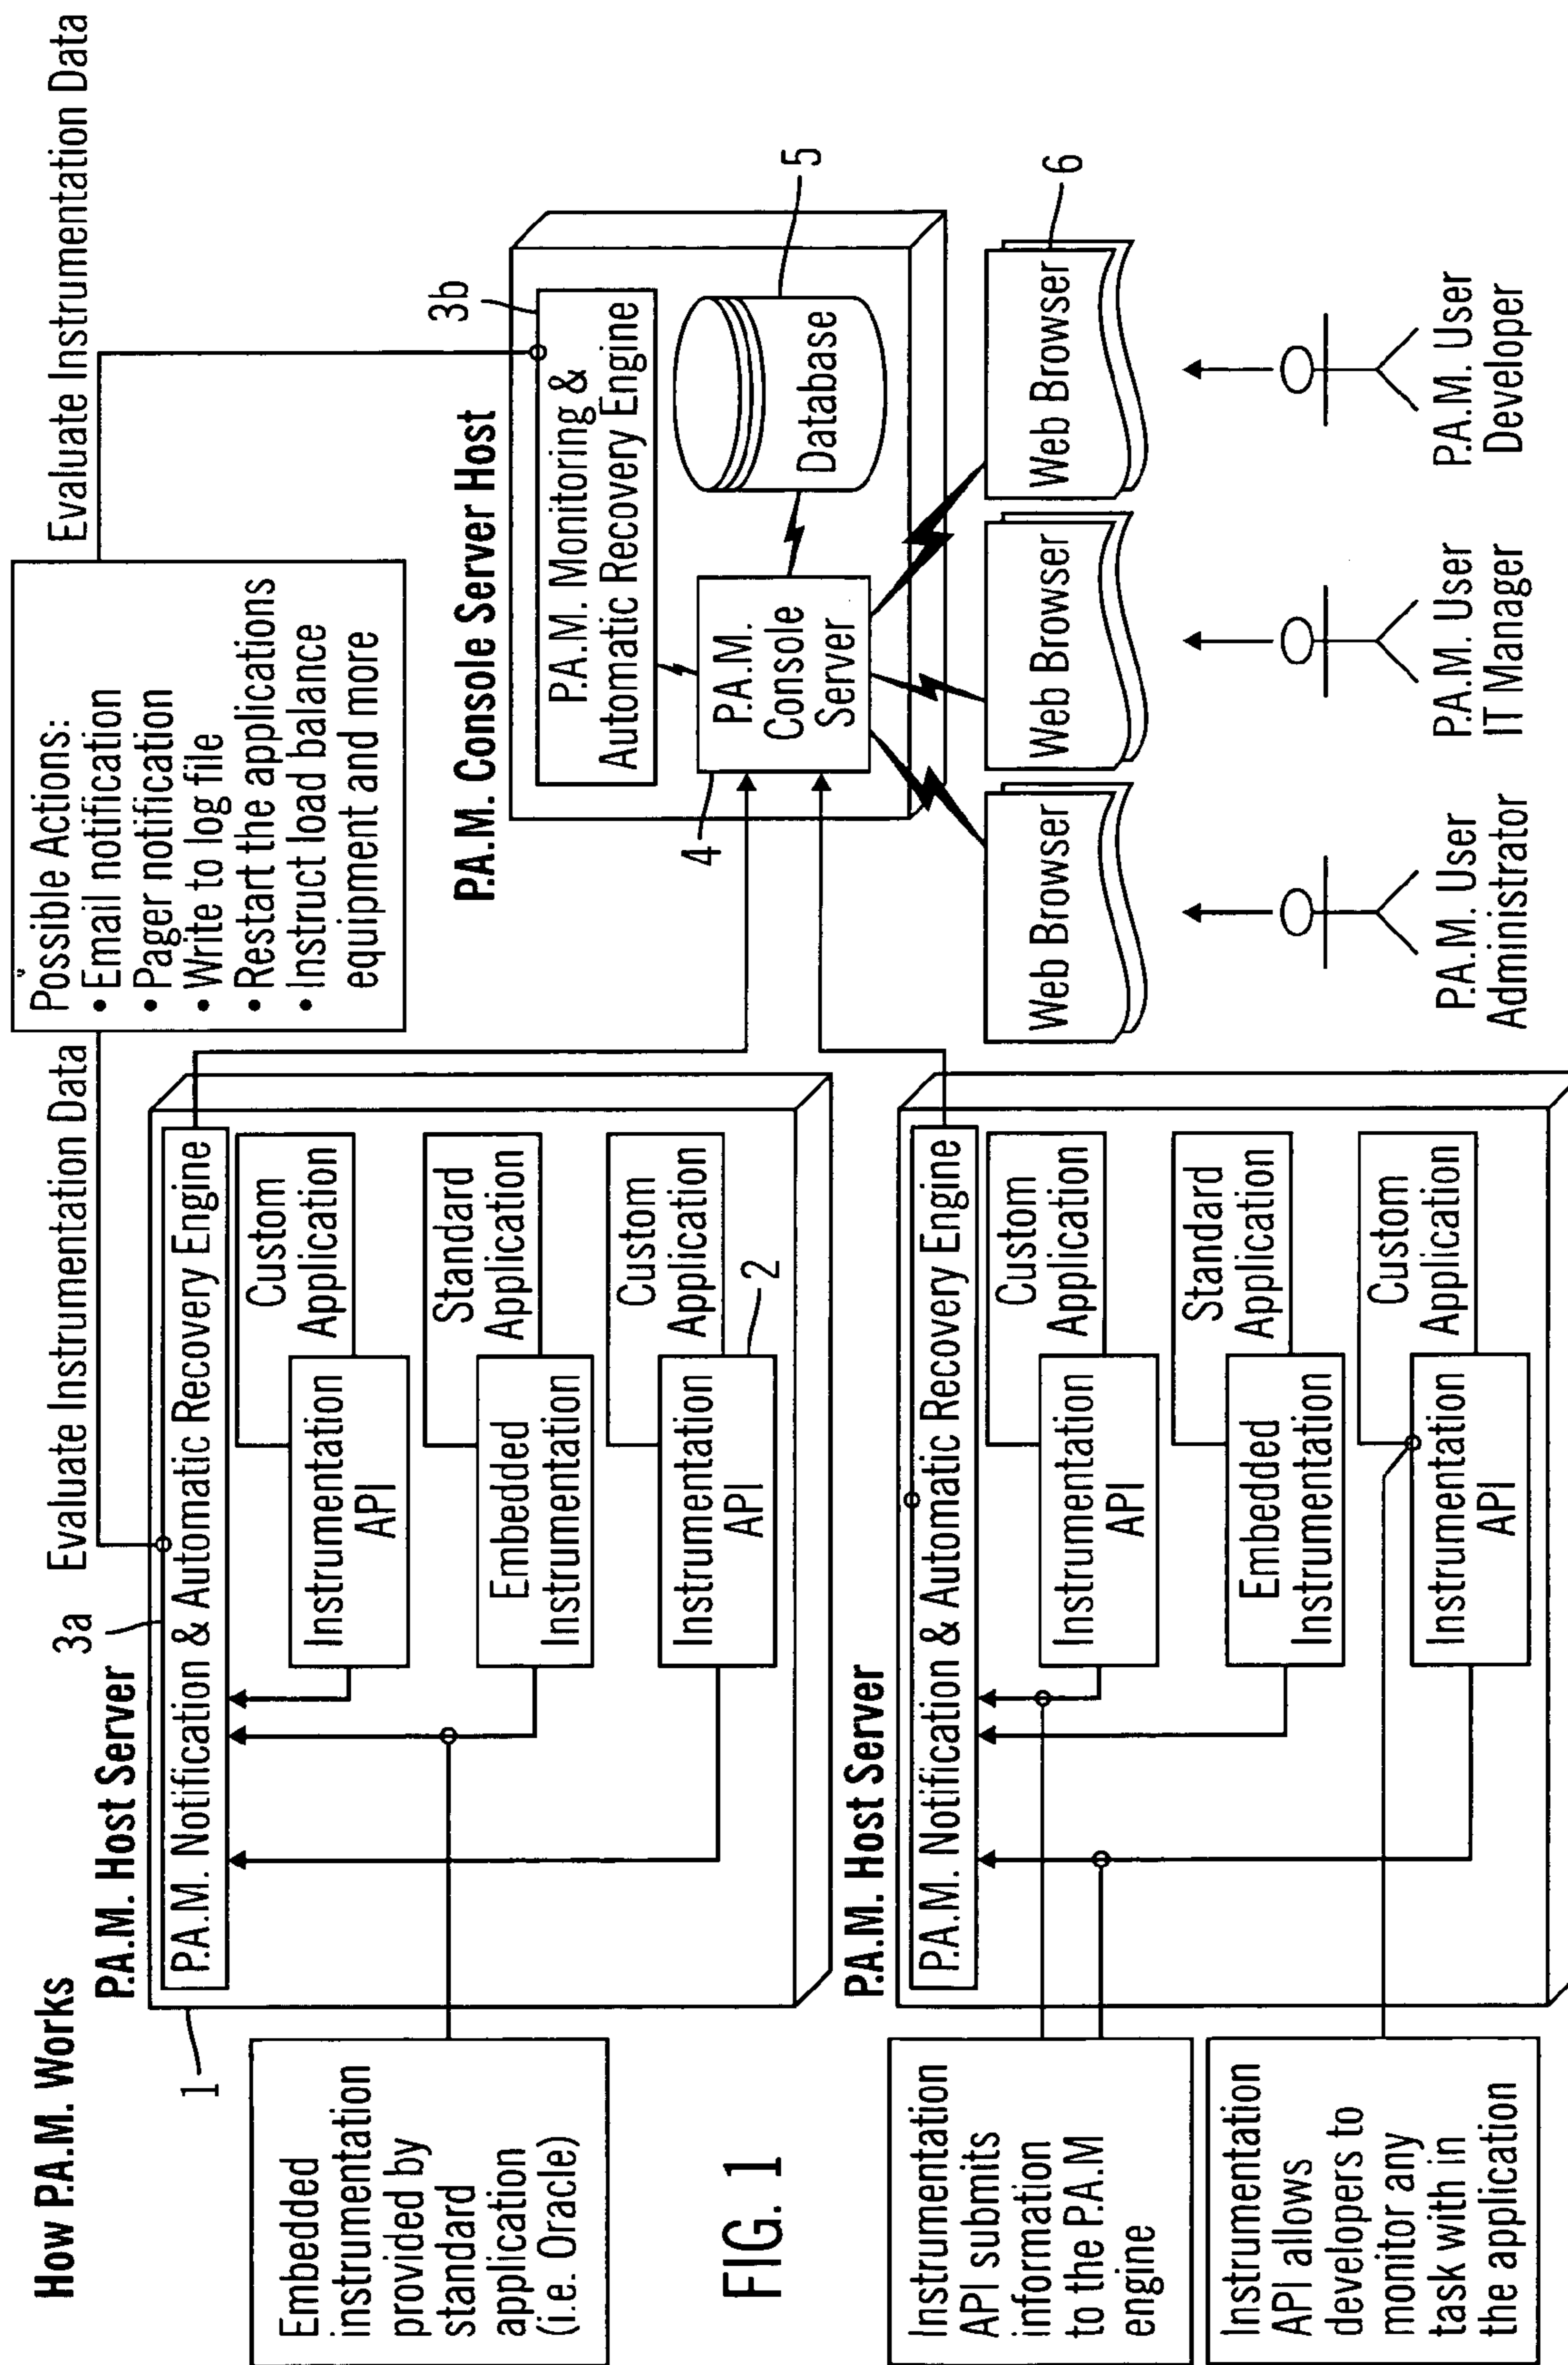 How P.A.M. Works
Embedded
instrumentation
provided by
standard
application
(i.e. Oracle)
FIG. 1
Instrumentation
API submits
information
to the P.A.M
engine
Instrumentation
API allows
developers to
monitor any
task with in
the application
1
P.A.M. Host Server
3a
Evaluate Instrumentation Data
P.A.M. Notification & Automatic Recovery Engine
Instrumentation
API
Custom
Application
Embedded
Instrumentation
Standard
Application
Instrumentation
API
Custom
Application
2
P.A.M. Host Server
P.A.M. Notification & Automatic Recovery Engine
Instrumentation
API
Custom
Application
Embedded
Instrumentation
Standard
Application
Instrumentation
API
Custom
Application
Possible Actions:
• Email notification
• Pager notification
• Write to log file
• Restart the applications
• Instruct load balance
equipment and more
Evaluate Instrumentation Data
P.A.M. Console Server Host
3b
P.A.M. Monitoring &
Automatic Recovery Engine
4
P.A.M.
Console
Server
Database
5
Web Browser
Web Browser
Web Browser
6
P.A.M. User
Administrator
P.A.M. User
IT Manager
P.A.M. User
Developer